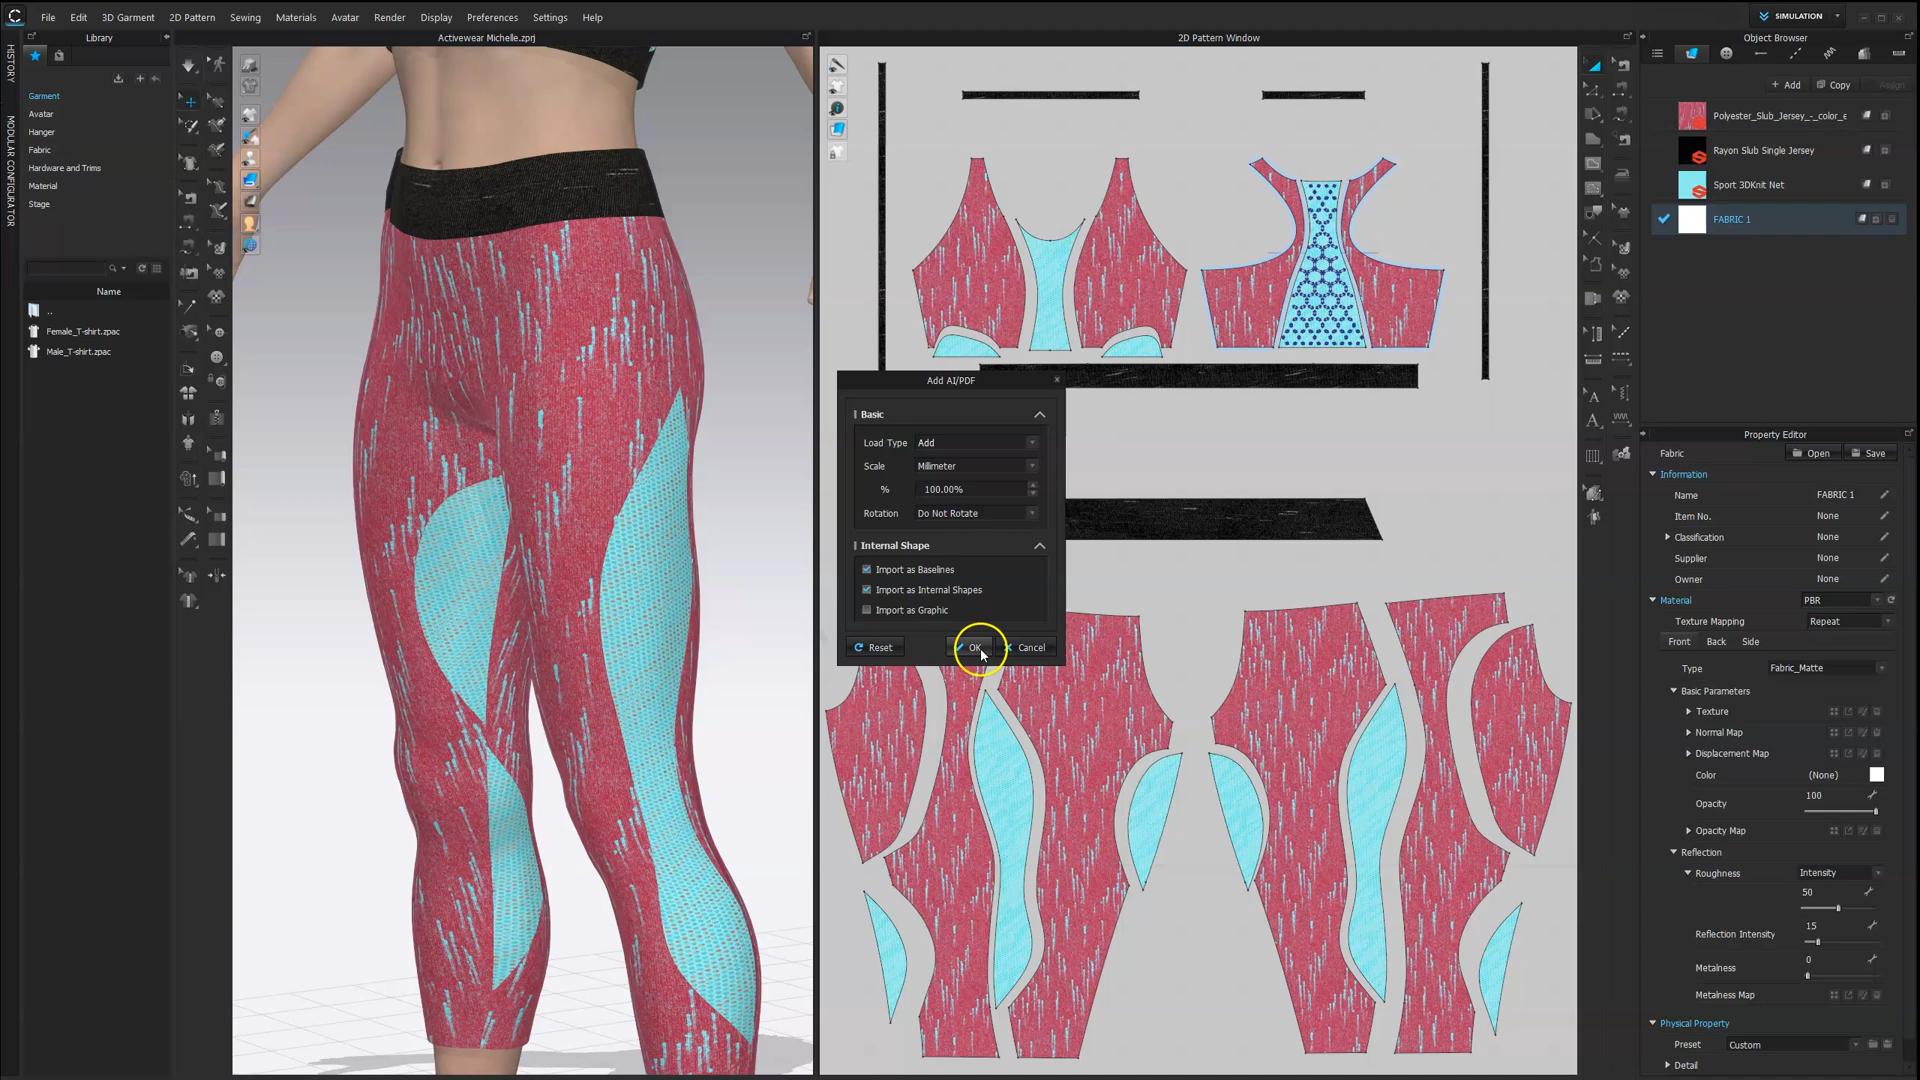 File Edit 3D Garment 2D Pattern Sewing Materials Avatar Render Display Preferences Settings Help
SIMULATION
Library
Activewear Michelle.zprj
2D Pattern Window
Object Browser
HISTORY
MODULAR CONFIGURATOR
Garment
Avatar
Hanger
Fabric
Hardware and Trims
Material
Stage
Name
..
Female_T-shirt.zpac
Male_T-shirt.zpac
Add AI/PDF
Basic
Load Type Add
Scale Millimeter
% 100.00%
Rotation Do Not Rotate
Internal Shape
Import as Baselines
Import as Internal Shapes
Import as Graphic
Reset OK Cancel
+ Add Copy Assign
Polyester_Slub_Jersey_-_color_e
Rayon Slub Single Jersey
Sport 3DKnit Net
FABRIC 1
Property Editor
Fabric Open Save
Information
Name FABRIC 1
Item No. None
Classification None
Supplier None
Owner None
Material PBR
Texture Mapping Repeat
Front Back Side
Type Fabric_Matte
Basic Parameters
Texture
Normal Map
Displacement Map
Color (None)
Opacity 100
Opacity Map
Reflection
Roughness Intensity
50
Reflection Intensity 15
Metalness 0
Metalness Map
Physical Property
Preset Custom
Detail